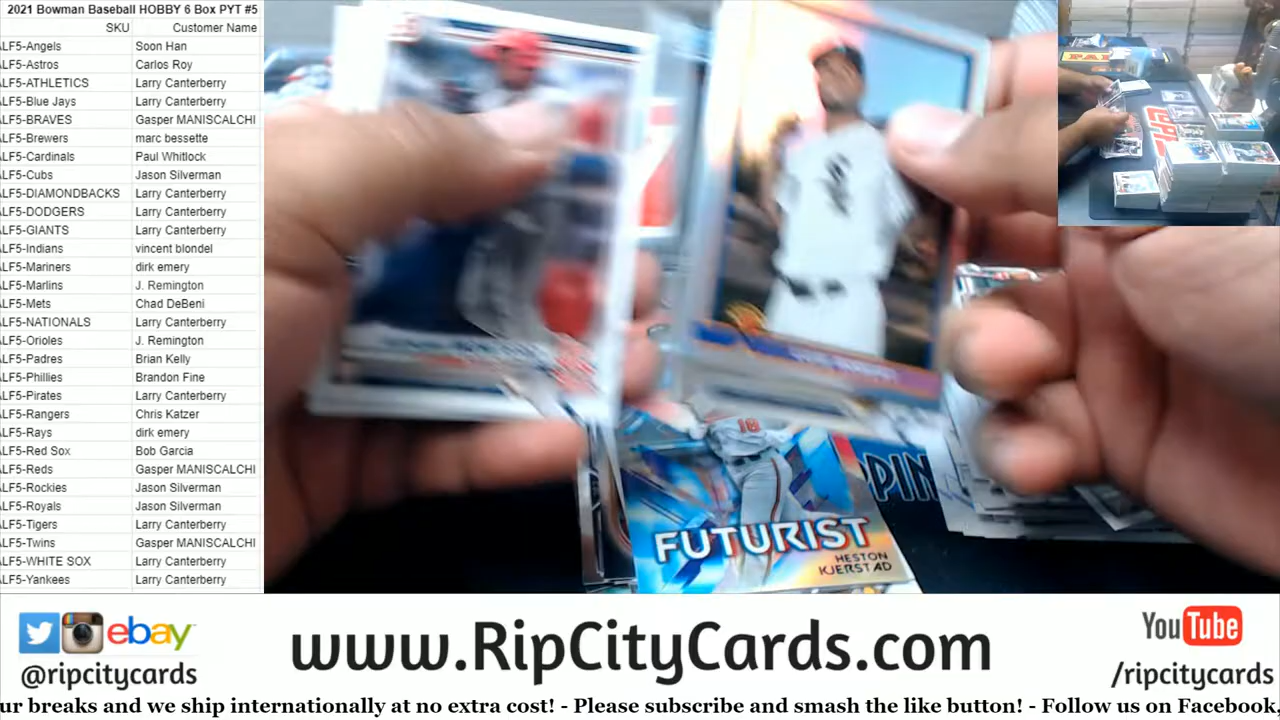 2021 Bowman Baseball HOBBY 6 Box PYT #5
SKU Customer Name
ALF5-Angels Soon Han
ALF5-Astros Carlos Roy
ALF5-ATHLETICS Larry Canterberry
ALF5-Blue Jays Larry Canterberry
ALF5-BRAVES Gasper MANISCALCHI
ALF5-Brewers marc bessette
ALF5-Cardinals Paul Whitlock
ALF5-Cubs Jason Silverman
ALF5-DIAMONDBACKS Larry Canterberry
ALF5-DODGERS Larry Canterberry
ALF5-GIANTS Larry Canterberry
ALF5-Indians vincent blondel
ALF5-Mariners dirk emery
ALF5-Marlins J. Remington
ALF5-Mets Chad DeBeni
ALF5-NATIONALS Larry Canterberry
ALF5-Orioles J. Remington
ALF5-Padres Brian Kelly
ALF5-Phillies Brandon Fine
ALF5-Pirates Larry Canterberry
ALF5-Rangers Chris Katzer
ALF5-Rays dirk emery
ALF5-Red Sox Bob Garcia
ALF5-Reds Gasper MANISCALCHI
ALF5-Rockies Jason Silverman
ALF5-Royals Jason Silverman
ALF5-Tigers Larry Canterberry
ALF5-Twins Gasper MANISCALCHI
ALF5-WHITE SOX Larry Canterberry
ALF5-Yankees Larry Canterberry
18
FUTURIST
HESTON
KJERSTAD
PIN
ebay
@ripcitycards
www.RipCityCards.com
YouTube
/ripcitycards
ur breaks and we ship internationally at no extra cost! - Please subscribe and smash the like button! - Follow us on Facebook,